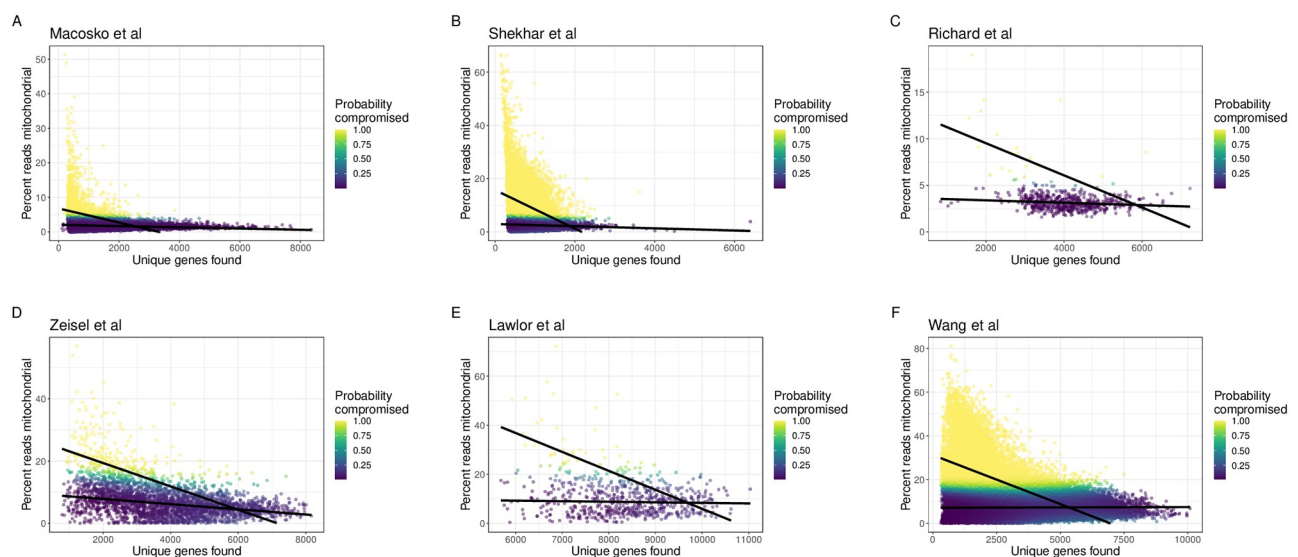 A
Macosko et al
Percent reads mitochondrial
50
40
30
20
10
0
0
2000
4000
6000
8000
Unique genes found
Probability
compromised
1.00
0.75
0.50
0.25
B
Shekhar et al
Percent reads mitochondrial
60
40
20
0
0
2000
4000
6000
Unique genes found
Probability
compromised
1.00
0.75
0.50
0.25
C
Richard et al
Percent reads mitochondrial
15
10
5
0
2000
4000
6000
Unique genes found
Probability
compromised
1.00
0.75
0.50
0.25
D
Zeisel et al
Percent reads mitochondrial
40
20
0
2000
4000
6000
8000
Unique genes found
Probability
compromised
1.00
0.75
0.50
0.25
E
Lawlor et al
Percent reads mitochondrial
60
40
20
0
6000
7000
8000
9000
10000
11000
Unique genes found
Probability
compromised
1.00
0.75
0.50
0.25
F
Wang et al
Percent reads mitochondrial
80
60
40
20
0
0
2500
5000
7500
10000
Unique genes found
Probability
compromised
1.00
0.75
0.50
0.25